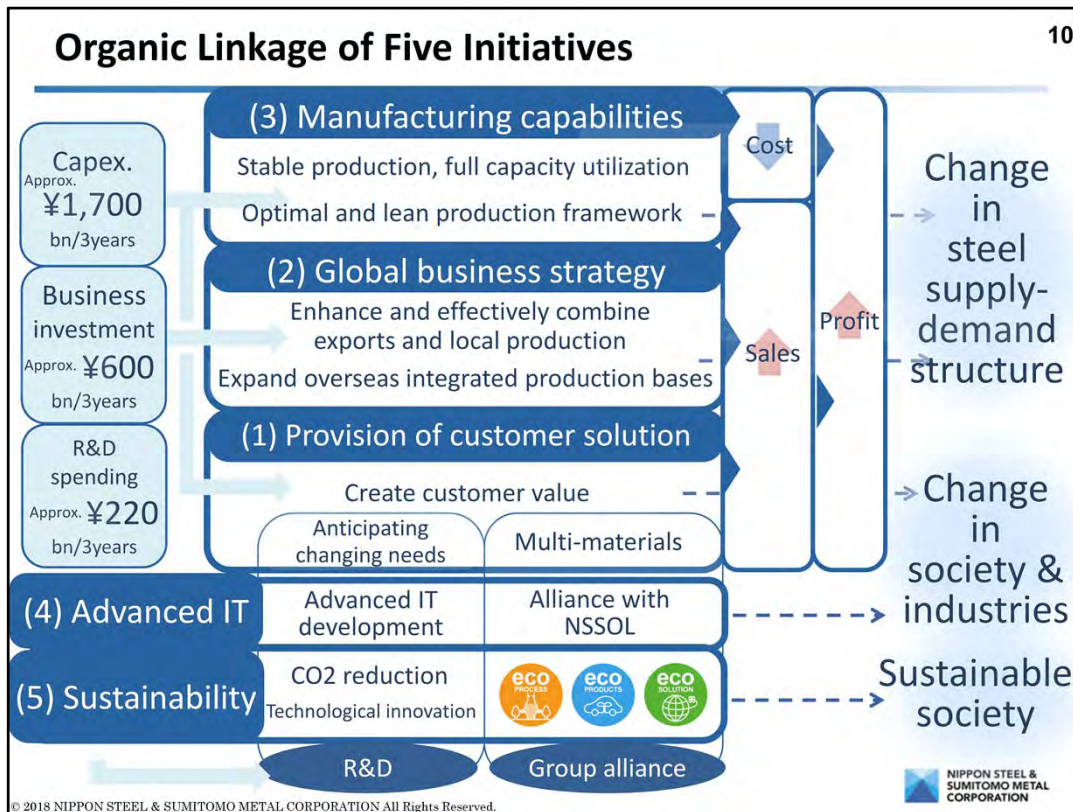 Organic Linkage of Five Initiatives
10
Capex.
Approx.
¥1,700
bn/3years
Business
investment
Approx. ¥600
bn/3years
R&D
spending
Approx. ¥220
bn/3years
(3) Manufacturing capabilities
Stable production, full capacity utilization
Optimal and lean production framework
(2) Global business strategy
Enhance and effectively combine
exports and local production
Expand overseas integrated production bases
(1) Provision of customer solution
Create customer value
Anticipating
changing needs
Multi-materials
Cost
Sales
Profit
Change
in
steel
supply-
demand
structure
Change
in
society &
industries
(4) Advanced IT
Advanced IT
development
Alliance with
NSSOL
(5) Sustainability
CO2 reduction
Technological innovation
eco
PROCESS
eco
PRODUCTS
eco
SOLUTION
Sustainable
society
R&D
Group alliance
NIPPON STEEL &
SUMITOMO METAL
CORPORATION
© 2018 NIPPON STEEL & SUMITOMO METAL CORPORATION All Rights Reserved.